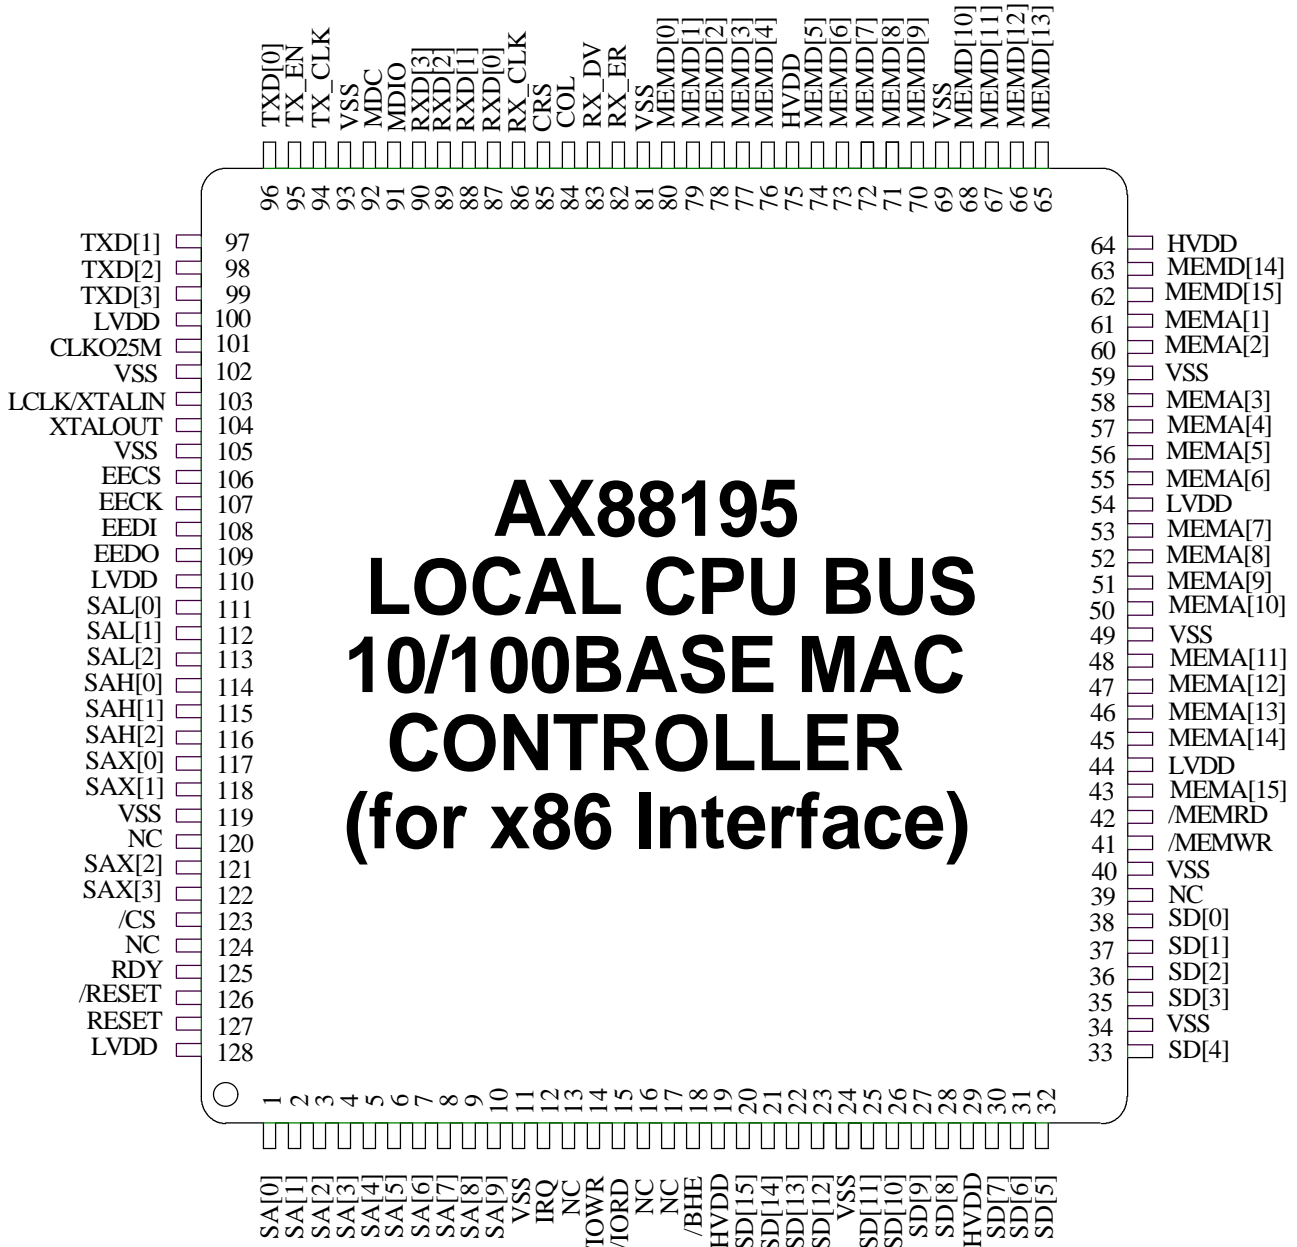 TXD[0]
TX_EN
TX_CLK
VSS
MDC
MDIO
RXD[3]
RXD[2]
RXD[1]
RXD[0]
RX_CLK
CRS
COL
RX_DV
RX_ER
VSS
MEMD[0]
MEMD[1]
MEMD[2]
MEMD[3]
MEMD[4]
HVDD
MEMD[5]
MEMD[6]
MEMD[7]
MEMD[8]
MEMD[9]
VSS
MEMD[10]
MEMD[11]
MEMD[12]
MEMD[13]
96
95
94
93
92
91
90
89
88
87
86
85
84
83
82
81
80
79
78
77
76
75
74
73
72
71
70
69
68
67
66
65
TXD[1] 97
TXD[2] 98
TXD[3] 99
LVDD 100
CLKO25M 101
VSS 102
LCLK/XTALIN 103
XTALOUT 104
VSS 105
EECS 106
EECK 107
EEDI 108
EEDO 109
LVDD 110
SAL[0] 111
SAL[1] 112
SAL[2] 113
SAH[0] 114
SAH[1] 115
SAH[2] 116
SAX[0] 117
SAX[1] 118
VSS 119
NC 120
SAX[2] 121
SAX[3] 122
/CS 123
NC 124
RDY 125
/RESET 126
RESET 127
LVDD 128
AX88195
LOCAL CPU BUS
10/100BASE MAC
CONTROLLER
(for x86 Interface)
64 HVDD
63 MEMD[14]
62 MEMD[15]
61 MEMA[1]
60 MEMA[2]
59 VSS
58 MEMA[3]
57 MEMA[4]
56 MEMA[5]
55 MEMA[6]
54 LVDD
53 MEMA[7]
52 MEMA[8]
51 MEMA[9]
50 MEMA[10]
49 VSS
48 MEMA[11]
47 MEMA[12]
46 MEMA[13]
45 MEMA[14]
44 LVDD
43 MEMA[15]
42 /MEMRD
41 /MEMWR
40 VSS
39 NC
38 SD[0]
37 SD[1]
36 SD[2]
35 SD[3]
34 VSS
33 SD[4]
1
2
3
4
5
6
7
8
9
10
11
12
13
14
15
16
17
18
19
20
21
22
23
24
25
26
27
28
29
30
31
32
SA[0]
SA[1]
SA[2]
SA[3]
SA[4]
SA[5]
SA[6]
SA[7]
SA[8]
SA[9]
VSS
IRQ
NC
/IOWR
/IORD
NC
NC
/BHE
HVDD
SD[15]
SD[14]
SD[13]
SD[12]
VSS
SD[11]
SD[10]
SD[9]
SD[8]
HVDD
SD[7]
SD[6]
SD[5]